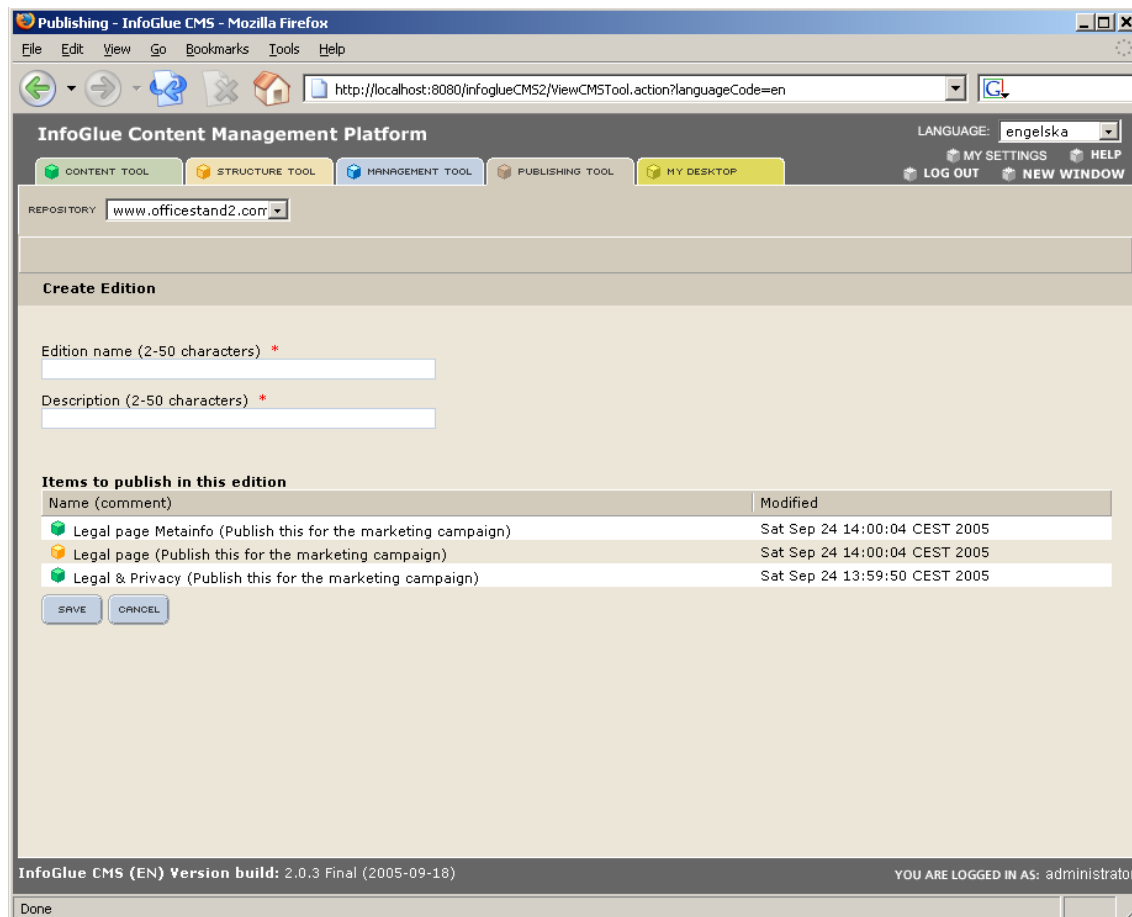 Publishing - InfoGlue CMS - Mozilla Firefox
File Edit View Go Bookmarks Tools Help
http://localhost:8080/infoglueCMS2/ViewCMSTool.action?languageCode=en
G
InfoGlue Content Management Platform
LANGUAGE: engelska
MY SETTINGS HELP
LOG OUT NEW WINDOW
CONTENT TOOL STRUCTURE TOOL MANAGEMENT TOOL PUBLISHING TOOL MY DESKTOP
REPOSITORY www.officestand2.com
Create Edition
Edition name (2-50 characters) *
Description (2-50 characters) *
Items to publish in this edition
Name (comment) Modified
Legal page Metainfo (Publish this for the marketing campaign) Sat Sep 24 14:00:04 CEST 2005
Legal page (Publish this for the marketing campaign) Sat Sep 24 14:00:04 CEST 2005
Legal & Privacy (Publish this for the marketing campaign) Sat Sep 24 13:59:50 CEST 2005
SAVE CANCEL
InfoGlue CMS (EN) Version build: 2.0.3 Final (2005-09-18) YOU ARE LOGGED IN AS: administrator
Done